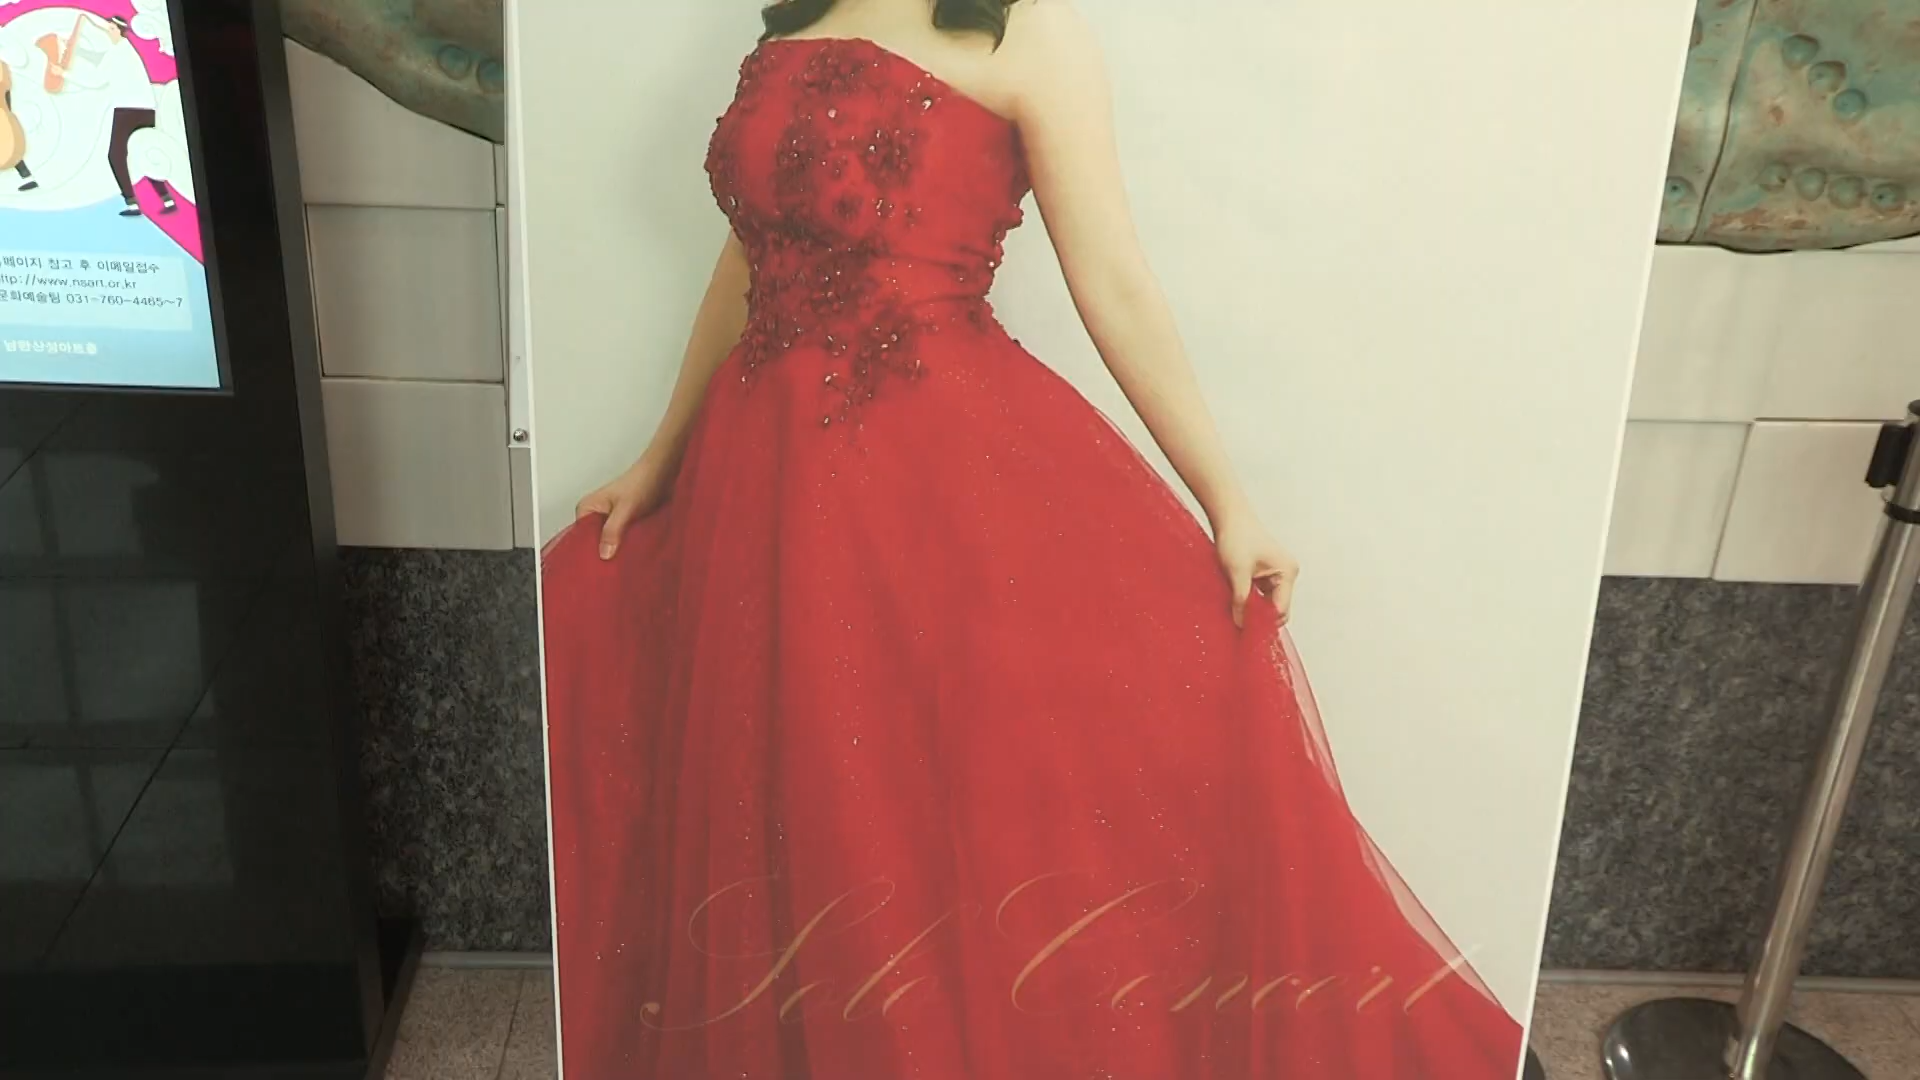 페이지 참고 후 이메일접수
http://www.nsart.or.kr
문화예술팀 031-760-4465~7
남한산성아트홀
Solo Concert